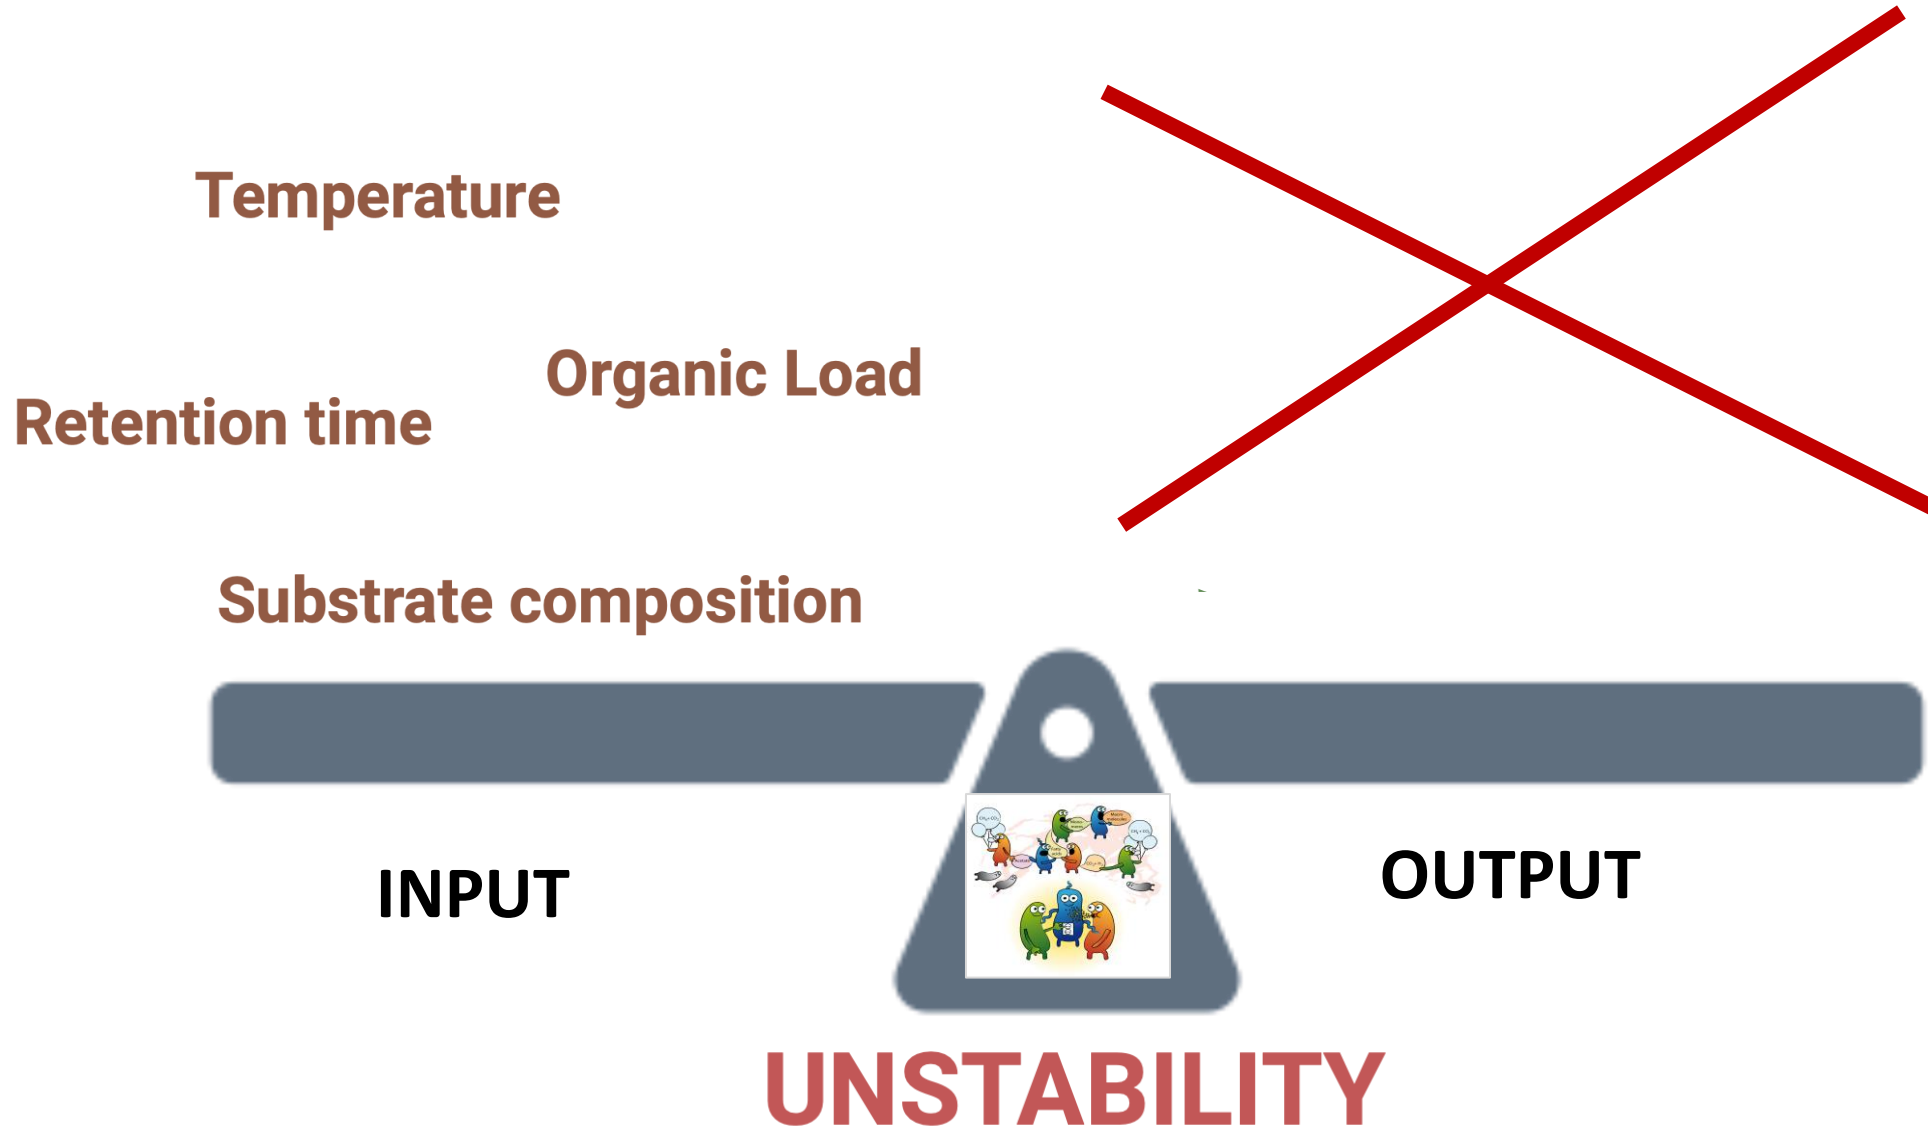 Temperature
Organic Load
Retention time
Substrate composition
INPUT
OUTPUT
UNSTABILITY